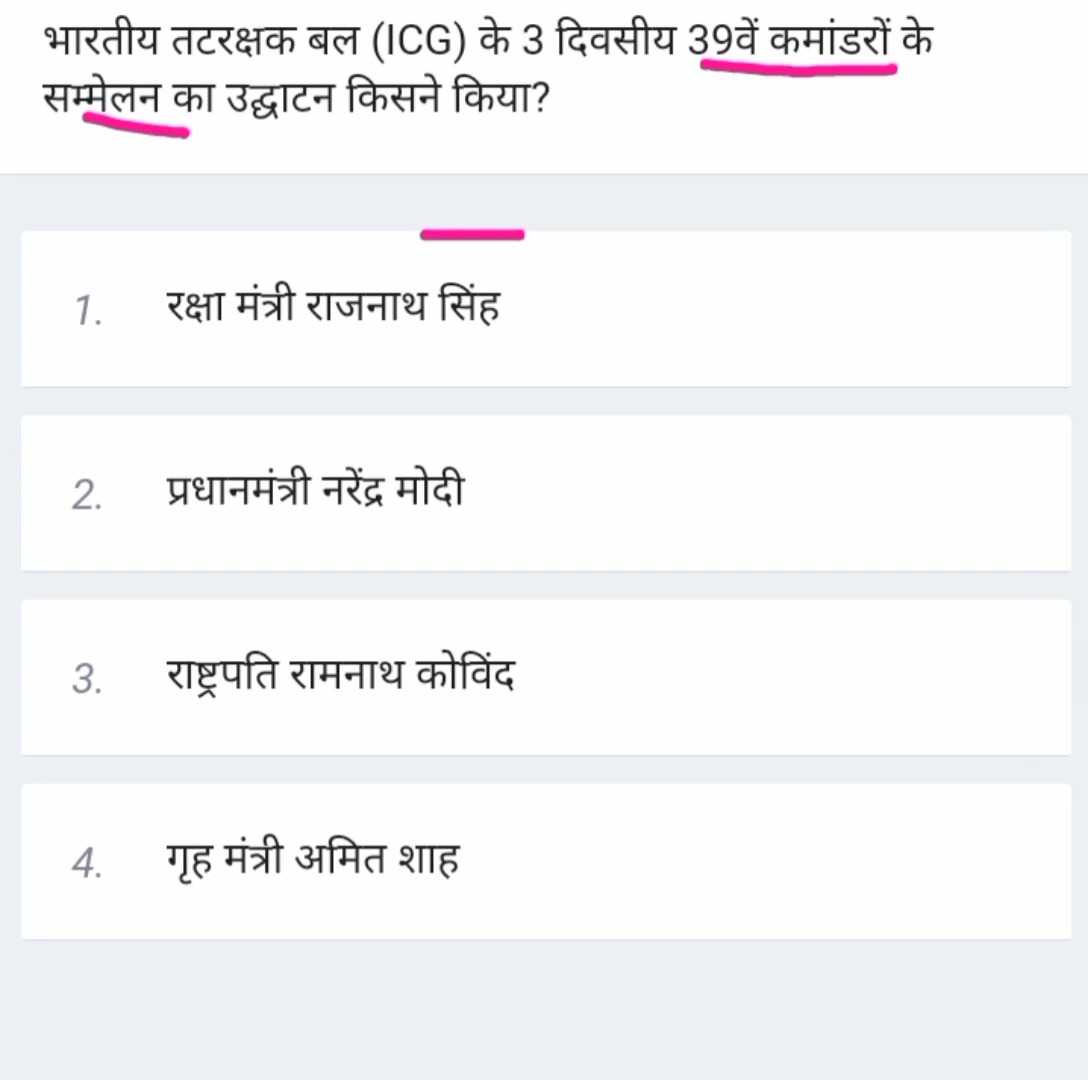 भारतीय तटरक्षक बल (ICG) के 3 दिवसीय 39वें कमांडरों के
सम्मेलन का उद्घाटन किसने किया?
1. रक्षा मंत्री राजनाथ सिंह
2. प्रधानमंत्री नरेंद्र मोदी
3. राष्ट्रपति रामनाथ कोविंद
4. गृह मंत्री अमित शाह